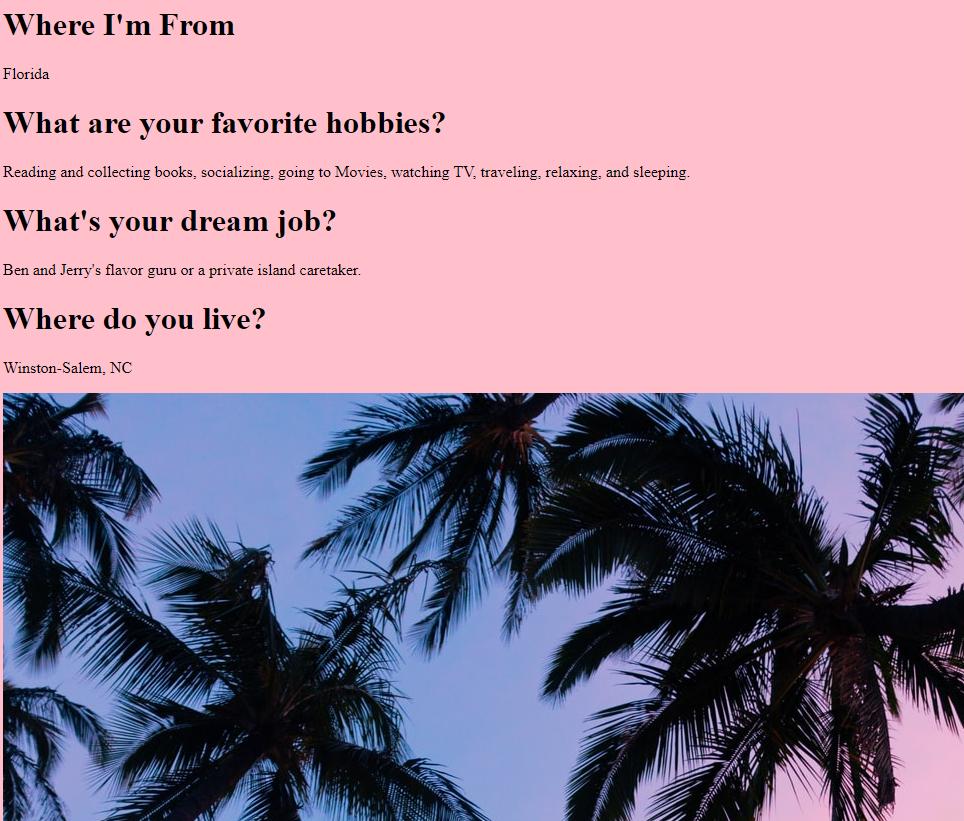 Where I'm From
Florida
What are your favorite hobbies?
Reading and collecting books, socializing, going to Movies, watching TV, traveling, relaxing, and sleeping.
What's your dream job?
Ben and Jerry's flavor guru or a private island caretaker.
Where do you live?
Winston-Salem, NC